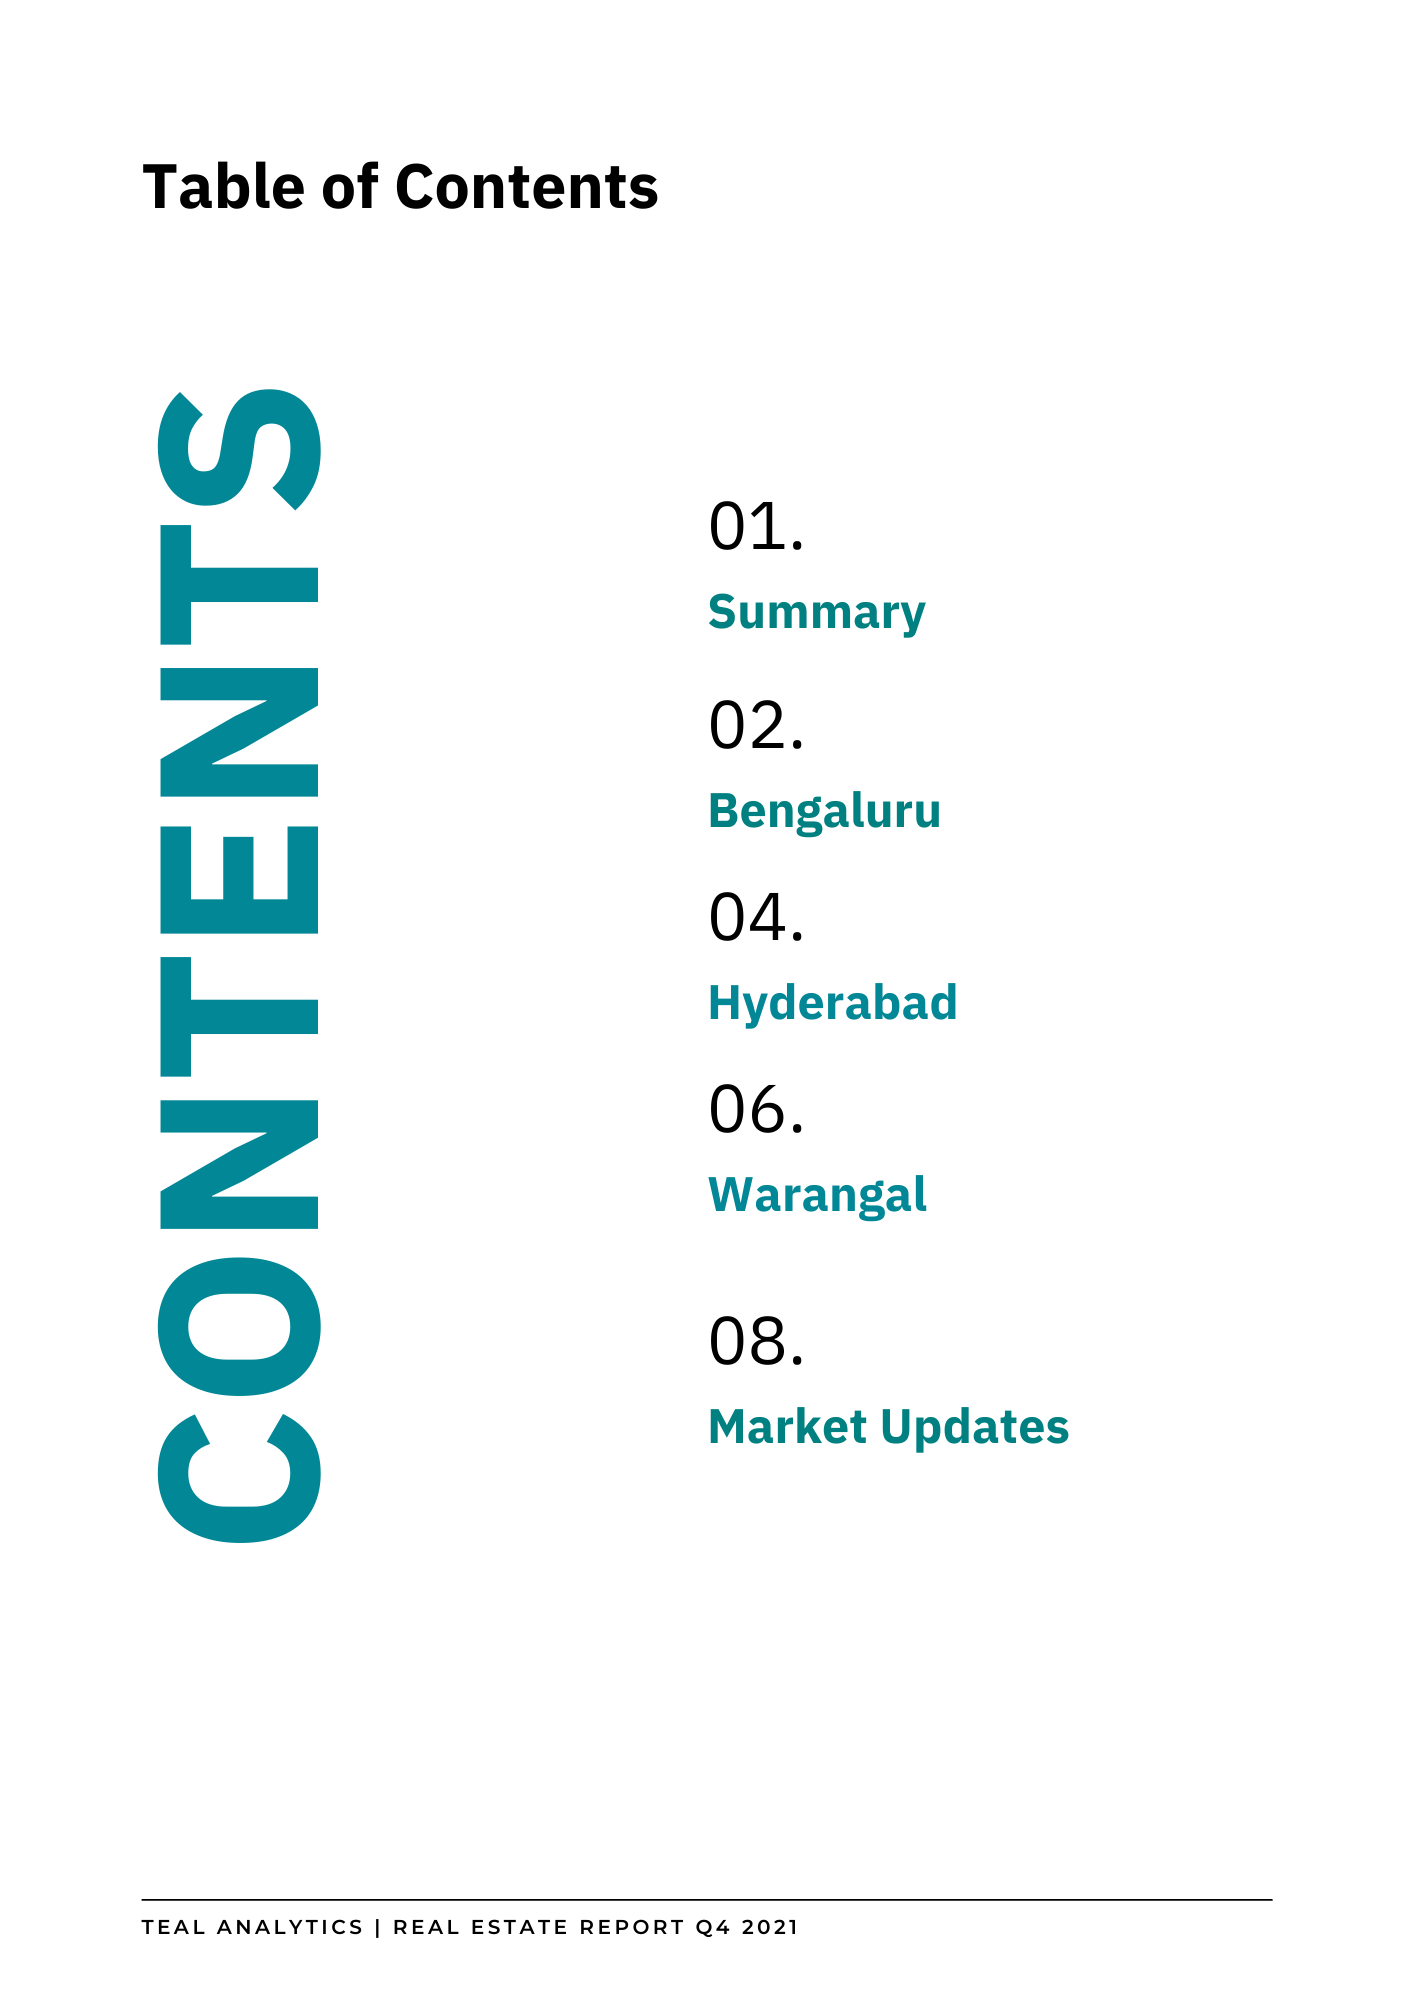 Table of Contents
CONTENTS
01.
Summary
02.
Bengaluru
04.
Hyderabad
06.
Warangal
08.
Market Updates
TEAL ANALYTICS | REAL ESTATE REPORT Q4 2021